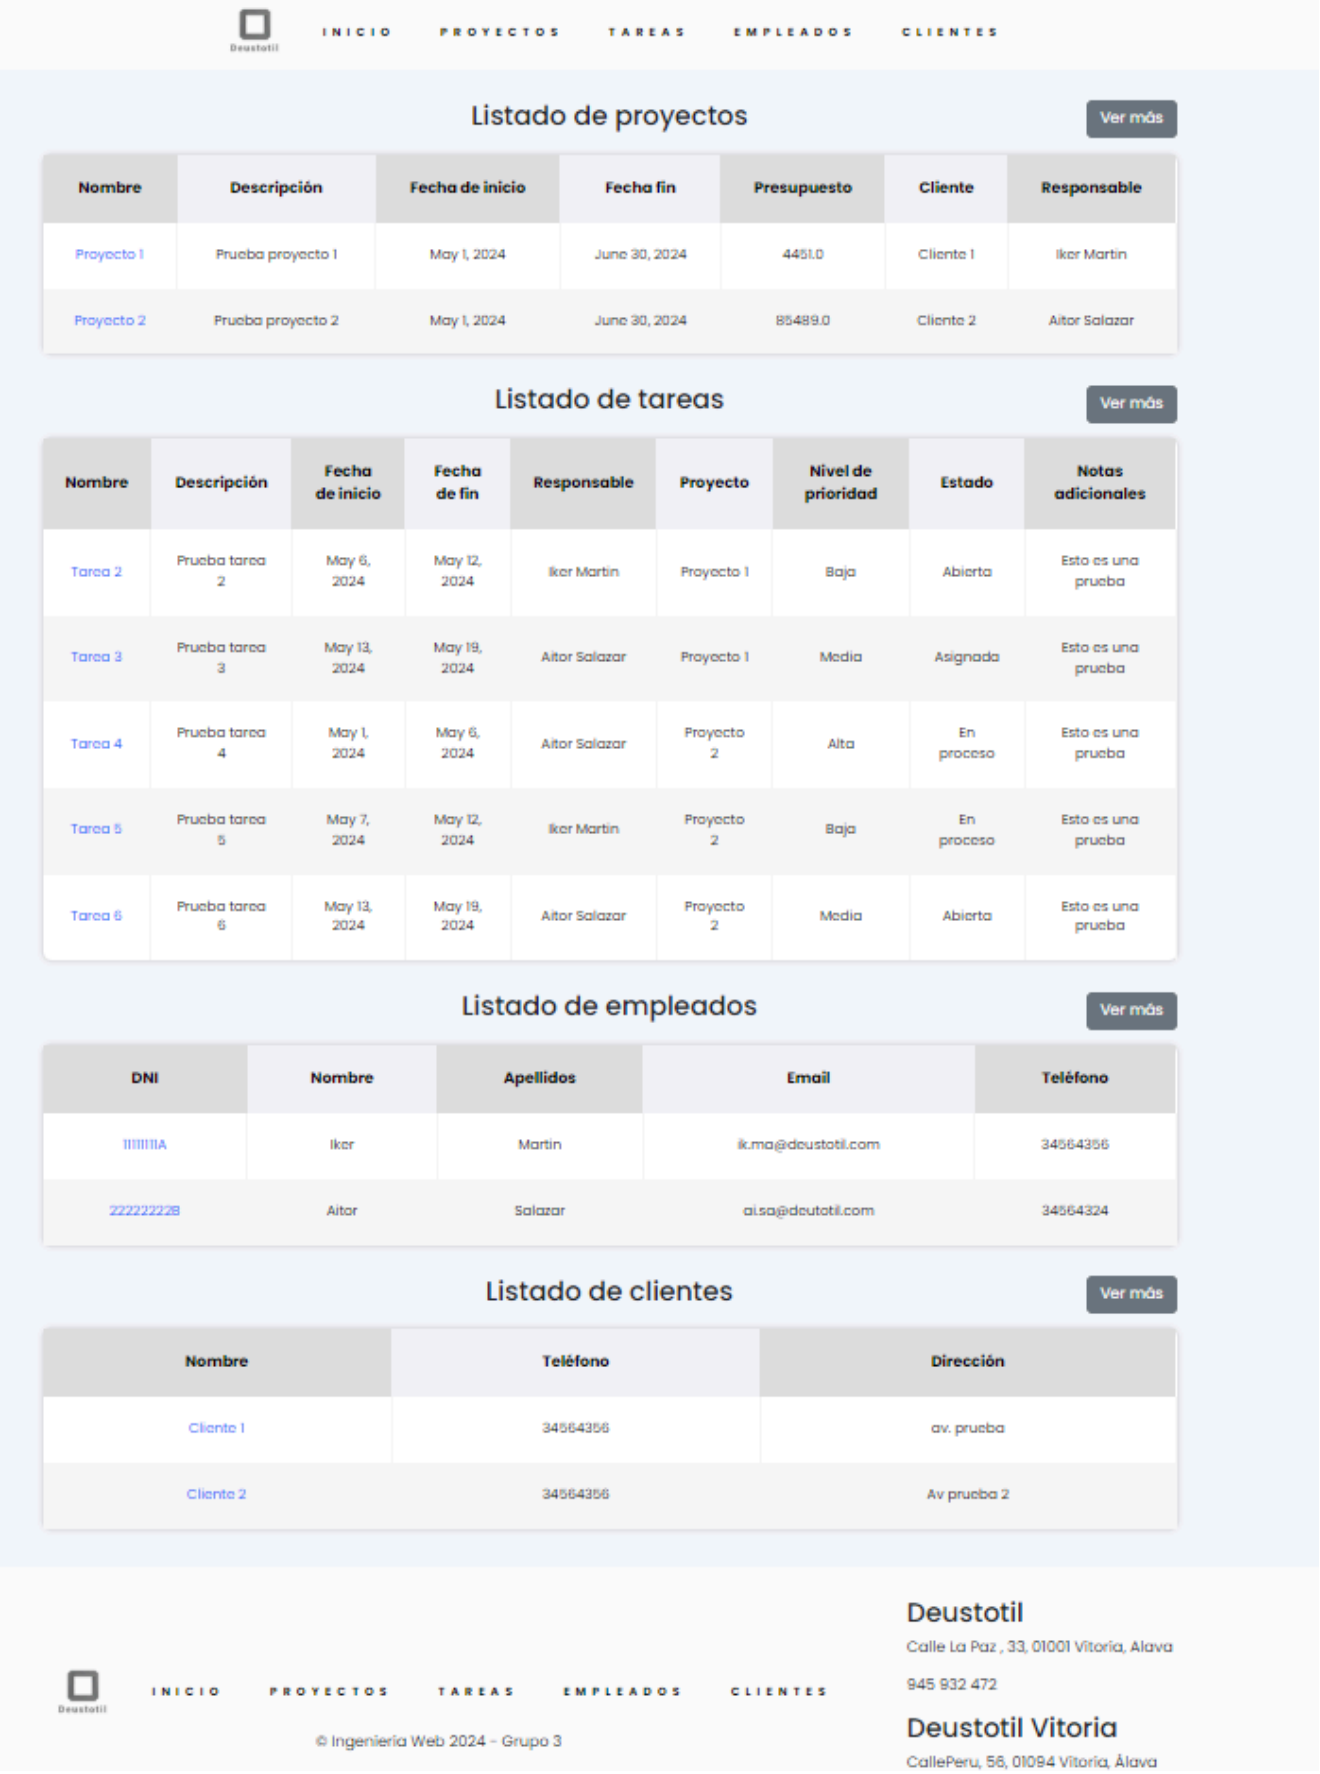 Deustotil INICIO PROYECTOS TAREAS EMPLEADOS CLIENTES
Listado de proyectos Ver más
Nombre Descripción Fecha de inicio Fecha fin Presupuesto Cliente Responsable
Proyecto 1 Prueba proyecto 1 May 1, 2024 June 30, 2024 4451.0 Cliente 1 Iker Martin
Proyecto 2 Prueba proyecto 2 May 1, 2024 June 30, 2024 85489.0 Cliente 2 Aitor Salazar
Listado de tareas Ver más
Nombre Descripción Fecha de inicio Fecha de fin Responsable Proyecto Nivel de prioridad Estado Notas adicionales
Tarea 2 Prueba tarea 2 May 6, 2024 May 12, 2024 Iker Martin Proyecto 1 Baja Abierta Esto es una prueba
Tarea 3 Prueba tarea 3 May 13, 2024 May 19, 2024 Aitor Salazar Proyecto 1 Media Asignada Esto es una prueba
Tarea 4 Prueba tarea 4 May 1, 2024 May 6, 2024 Aitor Salazar Proyecto 2 Alta En proceso Esto es una prueba
Tarea 5 Prueba tarea 5 May 7, 2024 May 12, 2024 Iker Martin Proyecto 2 Baja En proceso Esto es una prueba
Tarea 6 Prueba tarea 6 May 13, 2024 May 19, 2024 Aitor Salazar Proyecto 2 Media Abierta Esto es una prueba
Listado de empleados Ver más
DNI Nombre Apellidos Email Teléfono
11111111A Iker Martin ik.ma@deustotil.com 34564356
22222222B Aitor Salazar ai.sa@deutotil.com 34564324
Listado de clientes Ver más
Nombre Teléfono Dirección
Cliente 1 34564356 av. prueba
Cliente 2 34564356 Av prueba 2
Deustotil INICIO PROYECTOS TAREAS EMPLEADOS CLIENTES
© Ingenieria Web 2024 - Grupo 3
Deustotil
Calle La Paz , 33, 01001 Vitoria, Alava
945 932 472
Deustotil Vitoria
CallePeru, 56, 01094 Vitoria, Álava